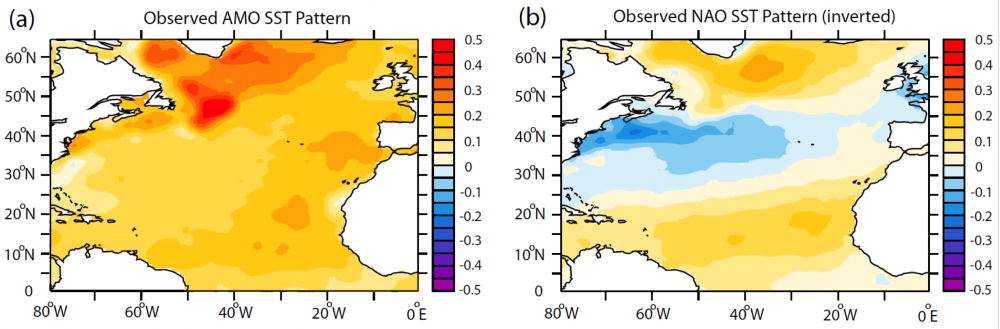 (a) Observed AMO SST Pattern
60°N
50°N
40°N
30°N
20°N
10°N
0
80°W 60°W 40°W 20°W 0°E
0.5
0.4
0.3
0.2
0.1
0
-0.1
-0.2
-0.3
-0.4
-0.5
(b) Observed NAO SST Pattern (inverted)
60°N
50°N
40°N
30°N
20°N
10°N
0
80°W 60°W 40°W 20°W 0°E
0.5
0.4
0.3
0.2
0.1
0
-0.1
-0.2
-0.3
-0.4
-0.5